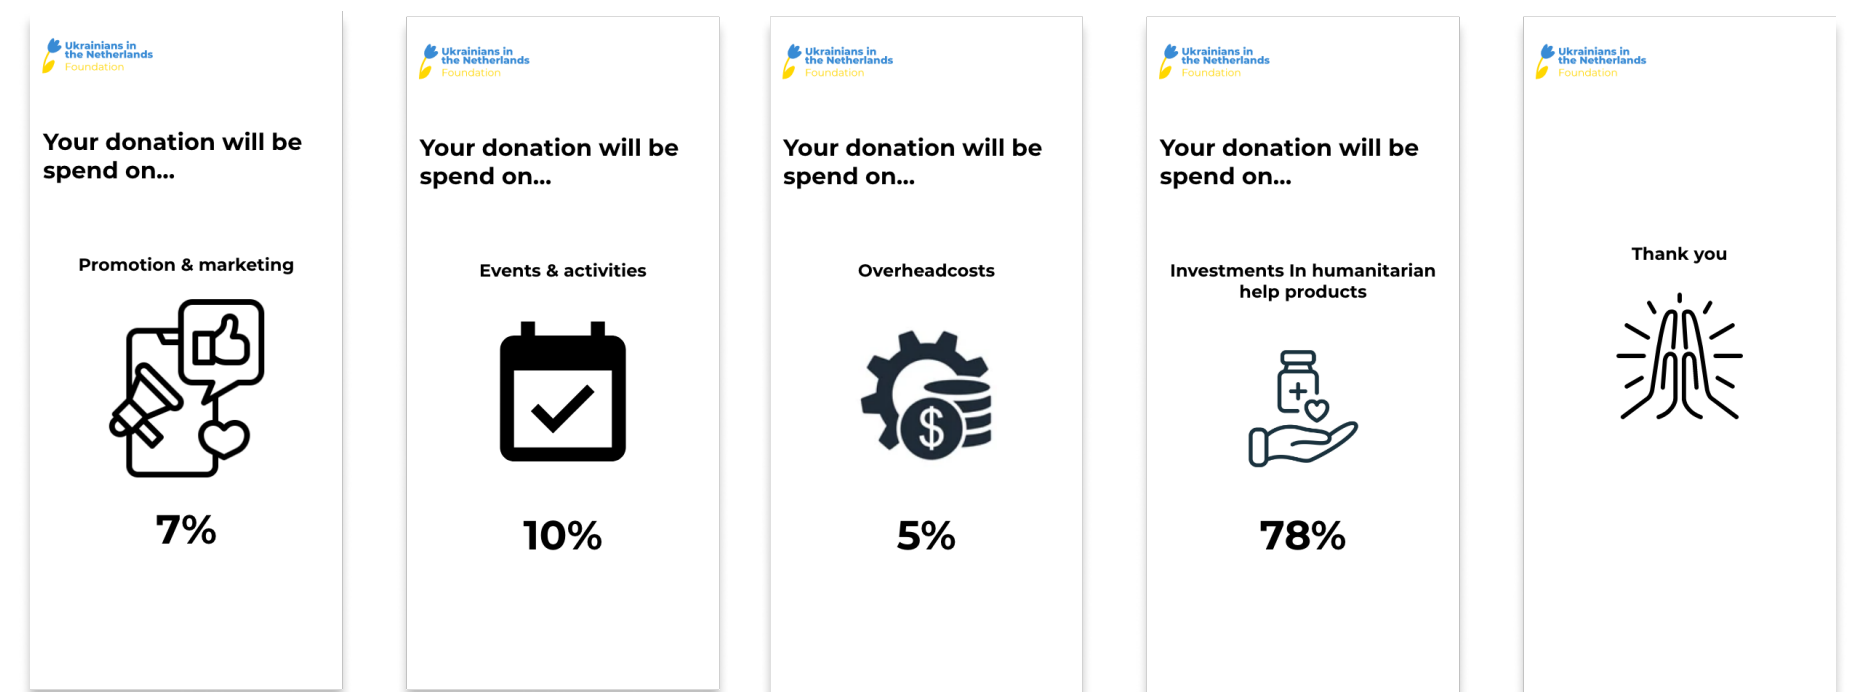 Ukrainians in
the Netherlands
Foundation
Your donation will be
spend on...
Promotion & marketing
7%
Ukrainians in
the Netherlands
Foundation
Your donation will be
spend on...
Events & activities
10%
Ukrainians in
the Netherlands
Foundation
Your donation will be
spend on...
Overheadcosts
$
5%
Ukrainians in
the Netherlands
Foundation
Your donation will be
spend on...
Investments In humanitarian
help products
78%
Ukrainians in
the Netherlands
Foundation
Thank you